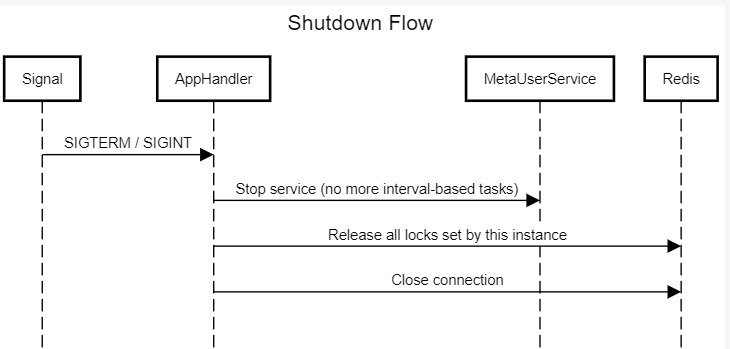 Shutdown Flow
Signal
AppHandler
MetaUserService
Redis
SIGTERM / SIGINT
Stop service (no more interval-based tasks)
Release all locks set by this instance
Close connection